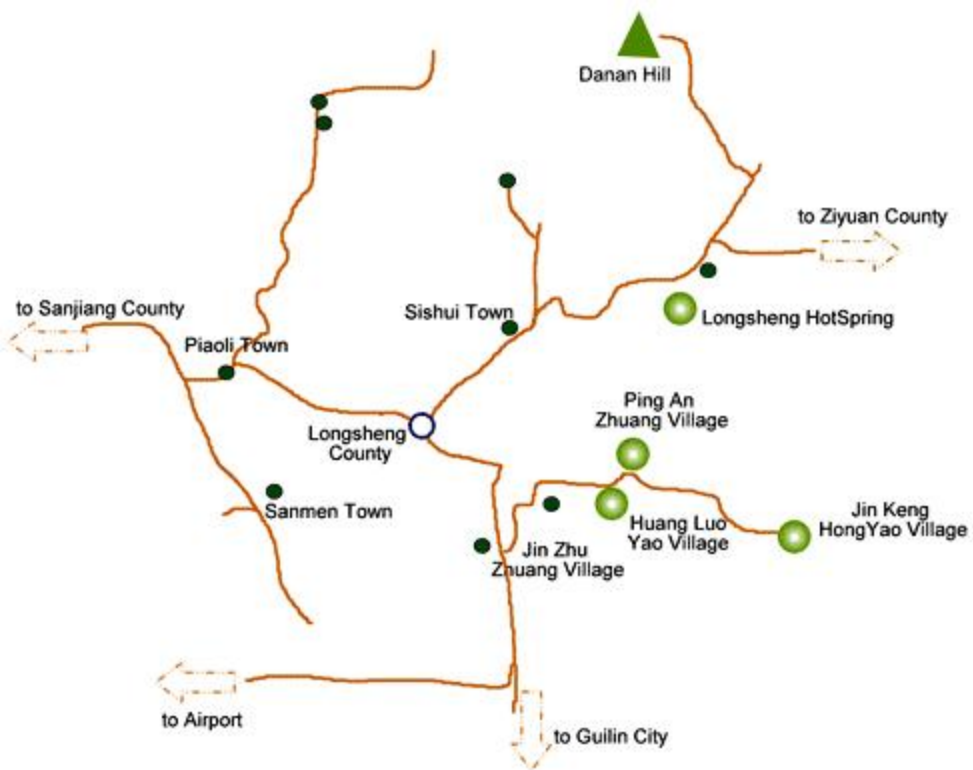 Danan Hill
to Ziyuan County
to Sanjiang County
Sishui Town
Longsheng HotSpring
Piaoli Town
Ping An
Zhuang Village
Longsheng
County
Sanmen Town
Huang Luo
Yao Village
Jin Keng
HongYao Village
Jin Zhu
Zhuang Village
to Airport
to Guilin City